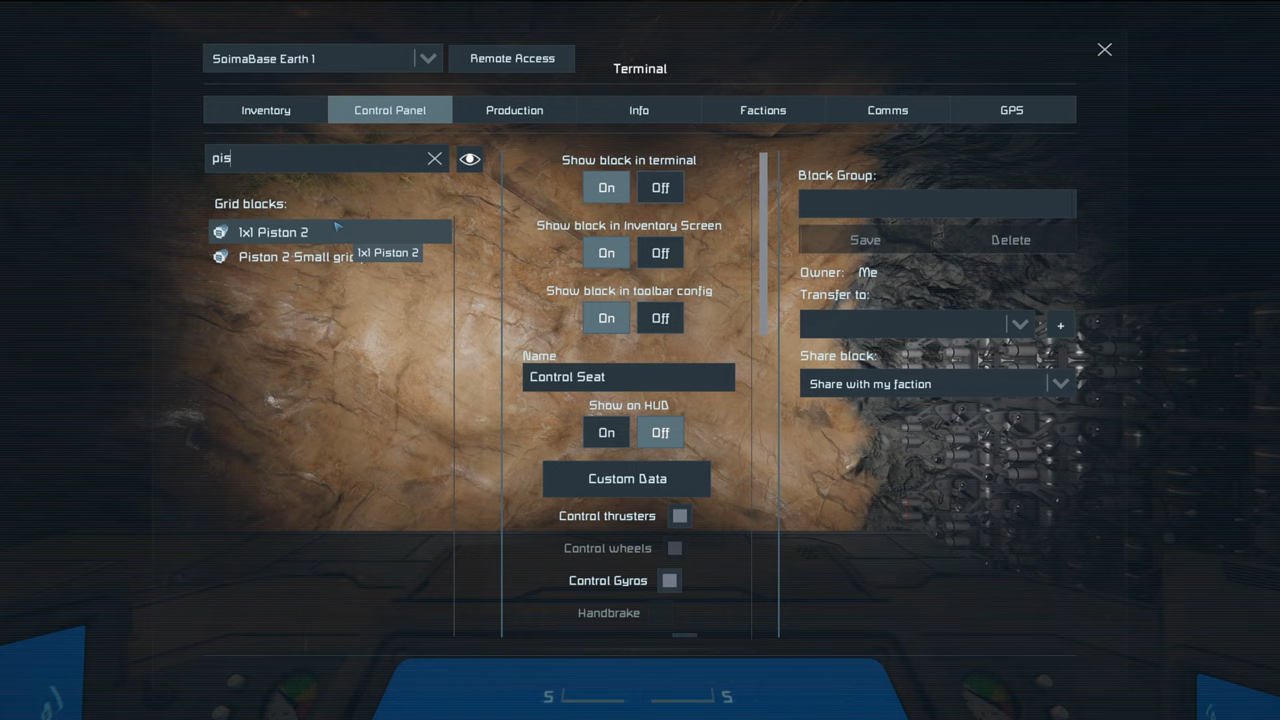 SoimaBase Earth 1
Remote Access
Terminal
Inventory
Control Panel
Production
Info
Factions
Comms
GPS
pis
Grid blocks:
1x1 Piston 2
Piston 2 Small gri
1x1 Piston 2
Show block in terminal
On Off
Show block in Inventory Screen
On Off
Show block in toolbar config
On Off
Name
Control Seat
Show on HUD
On Off
Custom Data
Control thrusters
Control wheels
Control Gyros
Handbrake
Block Group:
Save Delete
Owner: Me
Transfer to:
+
Share block:
Share with my faction
S S